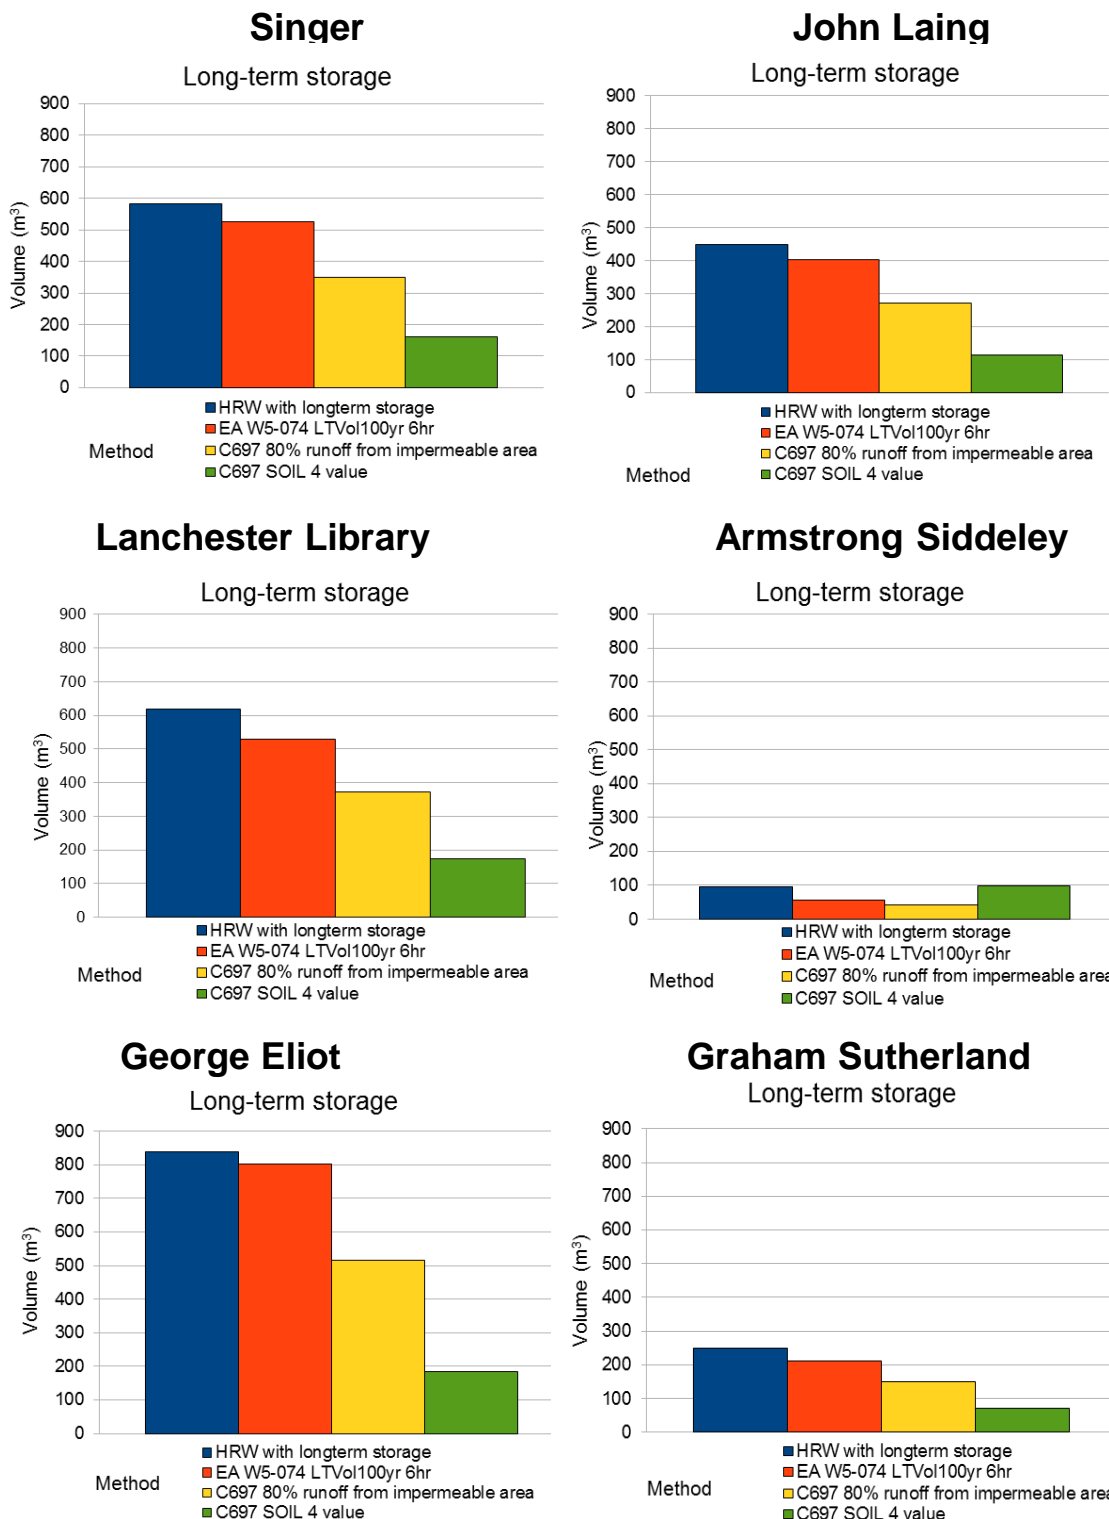 Singer
Long-term storage
900
800
700
600
500
400
300
200
100
0
Volume (m³)
Method
HRW with longterm storage
EA W5-074 LTVol100yr 6hr
C697 80% runoff from impermeable area
C697 SOIL 4 value
John Laing
Long-term storage
900
800
700
600
500
400
300
200
100
0
Volume (m³)
Method
HRW with longterm storage
EA W5-074 LTVol100yr 6hr
C697 80% runoff from impermeable area
C697 SOIL 4 value
Lanchester Library
Long-term storage
900
800
700
600
500
400
300
200
100
0
Volume (m³)
Method
HRW with longterm storage
EA W5-074 LTVol100yr 6hr
C697 80% runoff from impermeable area
C697 SOIL 4 value
Armstrong Siddeley
Long-term storage
900
800
700
600
500
400
300
200
100
0
Volume (m³)
Method
HRW with longterm storage
EA W5-074 LTVol100yr 6hr
C697 80% runoff from impermeable area
C697 SOIL 4 value
George Eliot
Long-term storage
900
800
700
600
500
400
300
200
100
0
Volume (m³)
Method
HRW with longterm storage
EA W5-074 LTVol100yr 6hr
C697 80% runoff from impermeable area
C697 SOIL 4 value
Graham Sutherland
Long-term storage
900
800
700
600
500
400
300
200
100
0
Volume (m³)
Method
HRW with longterm storage
EA W5-074 LTVol100yr 6hr
C697 80% runoff from impermeable area
C697 SOIL 4 value